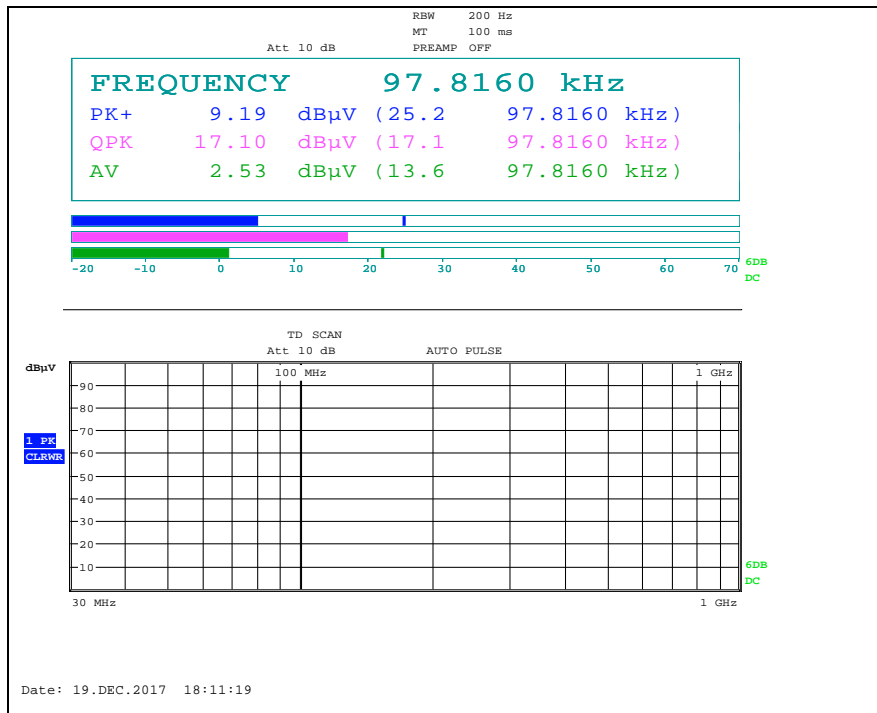 RBW 200 Hz
MT 100 ms
Att 10 dB PREAMP OFF
FREQUENCY 97.8160 kHz
PK+ 9.19 dBµV (25.2 97.8160 kHz)
QPK 17.10 dBµV (17.1 97.8160 kHz)
AV 2.53 dBµV (13.6 97.8160 kHz)
-20 -10 0 10 20 30 40 50 60 70
6DB
DC
TD SCAN
Att 10 dB AUTO PULSE
dBµV
100 MHz 1 GHz
90
80
70
1 PK
CLRWR
60
50
40
30
20
10
6DB
DC
30 MHz 1 GHz
Date: 19.DEC.2017 18:11:19